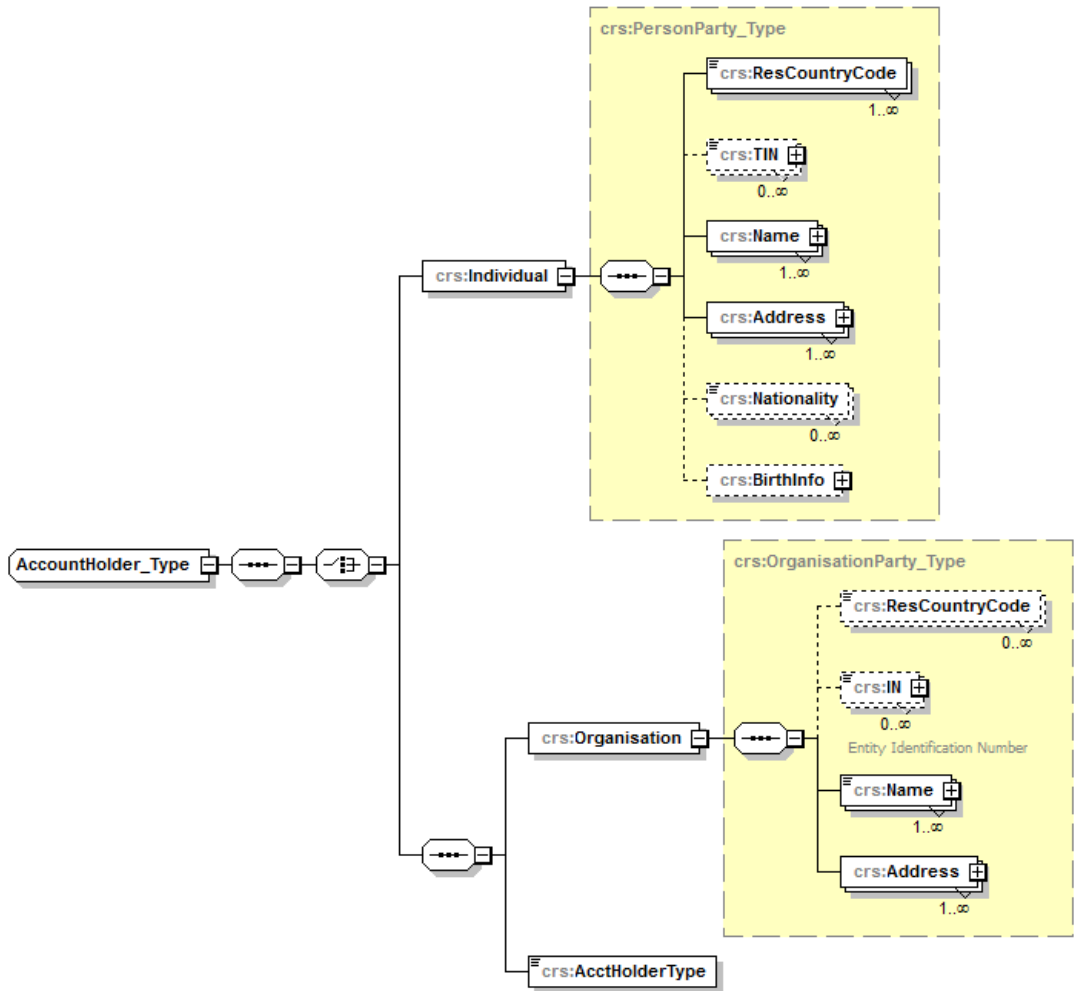 crs:PersonParty_Type
crs:ResCountryCode
1..∞
crs:TIN
0..∞
crs:Name
1..∞
crs:Individual
crs:Address
1..∞
crs:Nationality
0..∞
crs:BirthInfo
AccountHolder_Type
crs:OrganisationParty_Type
crs:ResCountryCode
0..∞
crs:IN
0..∞
Entity Identification Number
crs:Organisation
crs:Name
1..∞
crs:Address
1..∞
crs:AcctHolderType